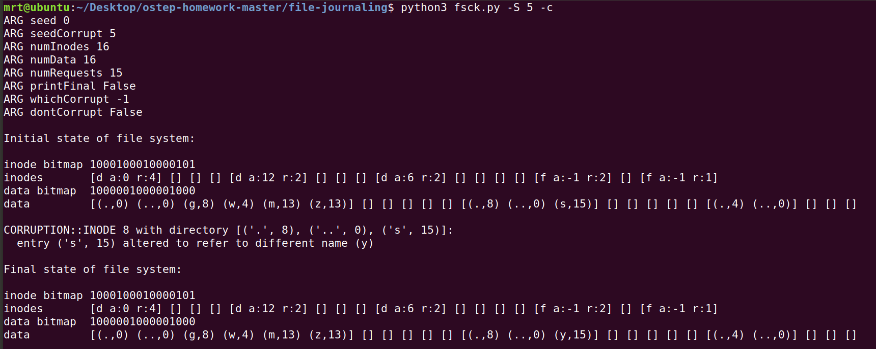 mrt@ubuntu:~/Desktop/ostep-homework-master/file-journaling$ python3 fsck.py -S 5 -c
ARG seed 0
ARG seedCorrupt 5
ARG numInodes 16
ARG numData 16
ARG numRequests 15
ARG printFinal False
ARG whichCorrupt -1
ARG dontCorrupt False
Initial state of file system:
inode bitmap 1000100010000101
inodes [d a:0 r:4] [] [] [] [d a:12 r:2] [] [] [] [d a:6 r:2] [] [] [] [] [f a:-1 r:2] [] [f a:-1 r:1]
data bitmap 1000001000001000
data [(.,0) (..,0) (g,8) (w,4) (m,13) (z,13)] [] [] [] [] [] [(.,8) (..,0) (s,15)] [] [] [] [] [] [(.,4) (..,0)] [] [] []
CORRUPTION::INODE 8 with directory [('.', 8), ('..', 0), ('s', 15)]:
entry ('s', 15) altered to refer to different name (y)
Final state of file system:
inode bitmap 1000100010000101
inodes [d a:0 r:4] [] [] [] [d a:12 r:2] [] [] [] [d a:6 r:2] [] [] [] [] [f a:-1 r:2] [] [f a:-1 r:1]
data bitmap 1000001000001000
data [(.,0) (..,0) (g,8) (w,4) (m,13) (z,13)] [] [] [] [] [] [(.,8) (..,0) (y,15)] [] [] [] [] [] [(.,4) (..,0)] [] [] []